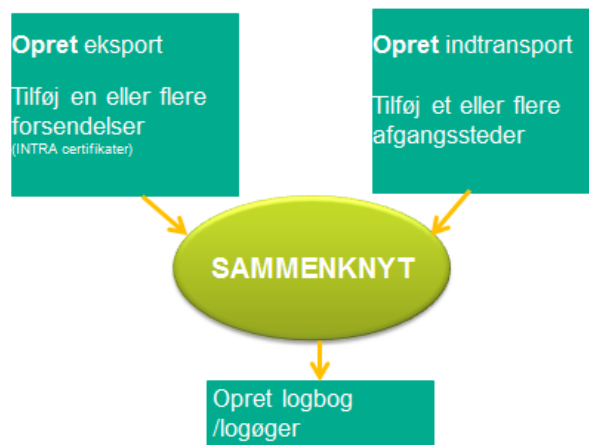 Opret eksport
Tilføj en eller flere
forsendelser
(INTRA certifikater)
Opret indtransport
Tilføj et eller flere
afgangssteder
SAMMENKNYT
Opret logbog
/logøger